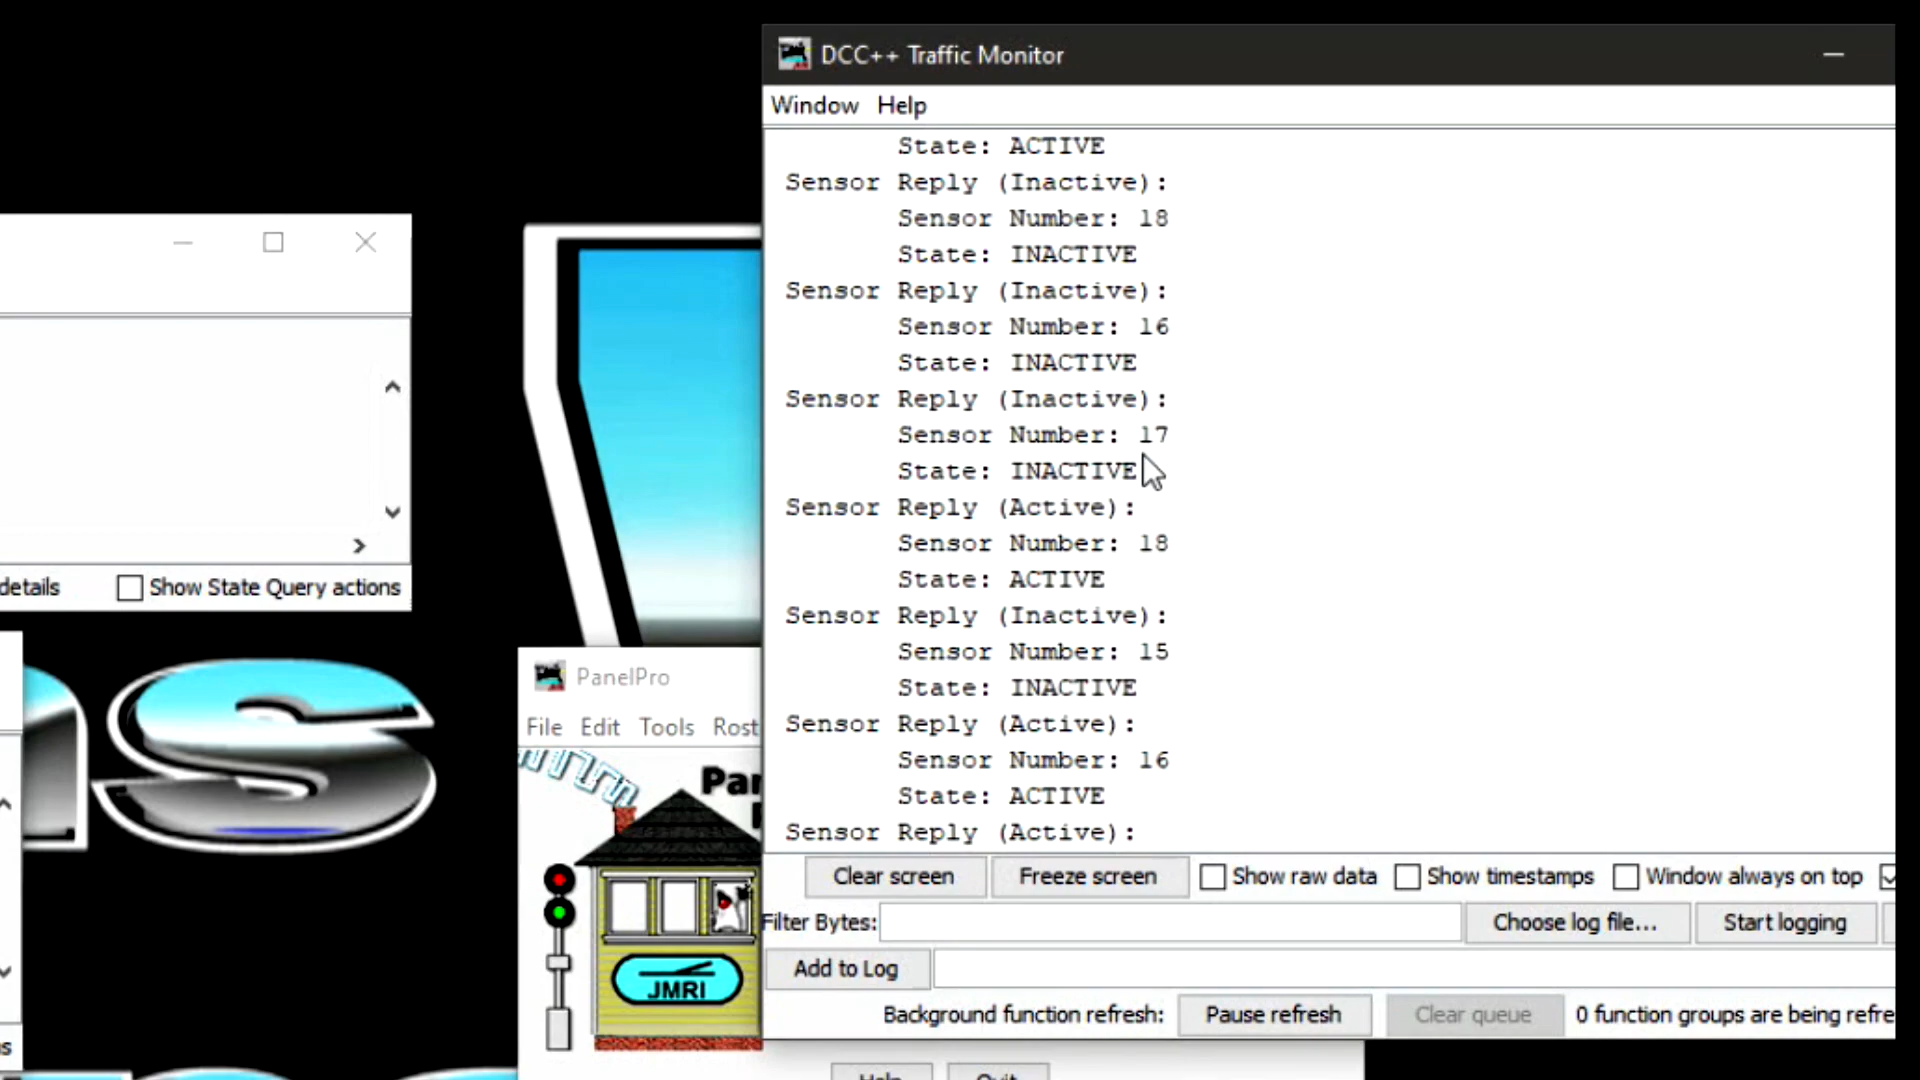 DCC++ Traffic Monitor
Window Help
State: ACTIVE
Sensor Reply (Inactive):
Sensor Number: 18
State: INACTIVE
Sensor Reply (Inactive):
Sensor Number: 16
State: INACTIVE
Sensor Reply (Inactive):
Sensor Number: 17
State: INACTIVE
Sensor Reply (Active):
Sensor Number: 18
State: ACTIVE
Sensor Reply (Inactive):
Sensor Number: 15
State: INACTIVE
Sensor Reply (Active):
Sensor Number: 16
State: ACTIVE
Sensor Reply (Active):
Clear screen Freeze screen Show raw data Show timestamps Window always on top
Filter Bytes: Choose log file... Start logging
Add to Log
Background function refresh: Pause refresh Clear queue 0 function groups are being refre
details Show State Query actions
PanelPro
File Edit Tools Rost
Pan
JMRI
Help Quit